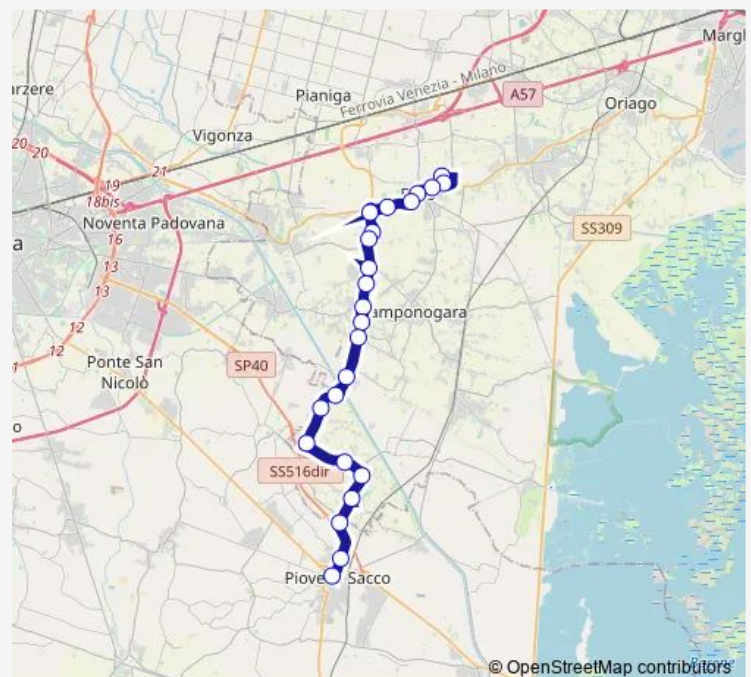 Margh
Ferrovia Venezia - Milano
A57
Pianiga
Oriago
arzere
Vigonza
20
20
21
19
18bis
Noventa Padovana
16
SS309
a
13
13
amponogara
12
12
Ponte San
Nicolò
SP40
o
SS516dir
Piove
Sacco
© OpenStreetMap contributors